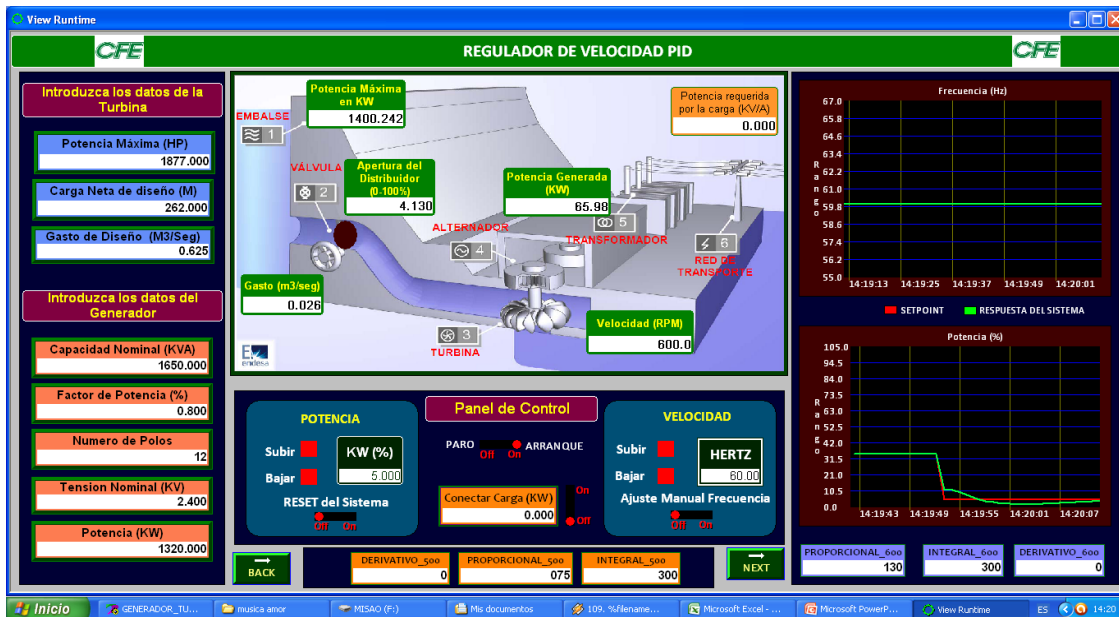 View Runtime
CFE
REGULADOR DE VELOCIDAD PID
CFE
Introduzca los datos de la
Turbina
Potencia Máxima (HP)
1877.000
Carga Neta de diseño (M)
262.000
Gasto de Diseño (M3/Seg)
0.625
Introduzca los datos del
Generador
Capacidad Nominal (KVA)
1650.000
Factor de Potencia (%)
0.800
Numero de Polos
12
Tension Nominal (KV)
2.400
Potencia (KW)
1320.000
Potencia Máxima
en KW
1400.242
EMBALSE
1
Potencia requerida
por la carga (KV/A)
0.000
VÁLVULA
2
Apertura del
Distribuidor
(0-100%)
4.130
Potencia Generada
(KW)
65.98
ALTERNADOR
4
5
TRANSFORMADOR
6
RED DE
TRANSPORTE
Gasto (m3/seg)
0.026
3
TURBINA
Velocidad (RPM)
600.0
endesa
POTENCIA
Subir
Bajar
KW (%)
5.000
RESET del Sistema
Off On
Panel de Control
PARO
Off On
ARRANQUE
Conectar Carga (KW)
0.000
On
Off
VELOCIDAD
Subir
Bajar
HERTZ
60.00
Ajuste Manual Frecuencia
Off On
BACK
DERIVATIVO_500
0
PROPORCIONAL_500
075
INTEGRAL_500
300
NEXT
Frecuencia (Hz)
67.0
65.8
64.6
63.4
62.2
61.0
59.8
58.6
57.4
56.2
55.0
Rango
14:19:13 14:19:25 14:19:37 14:19:49 14:20:01
SETPOINT
RESPUESTA DEL SISTEMA
Potencia (%)
105.0
94.5
84.0
73.5
63.0
52.5
42.0
31.5
21.0
10.5
0.0
Rango
14:19:43 14:19:49 14:19:55 14:20:01 14:20:07
PROPORCIONAL_600
130
INTEGRAL_600
300
DERIVATIVO_600
0
Inicio
GENERADOR_TU...
musica amor
MISAO (F:)
Mis documentos
109. %filename...
Microsoft Excel - ...
Microsoft PowerP...
View Runtime
ES
14:20